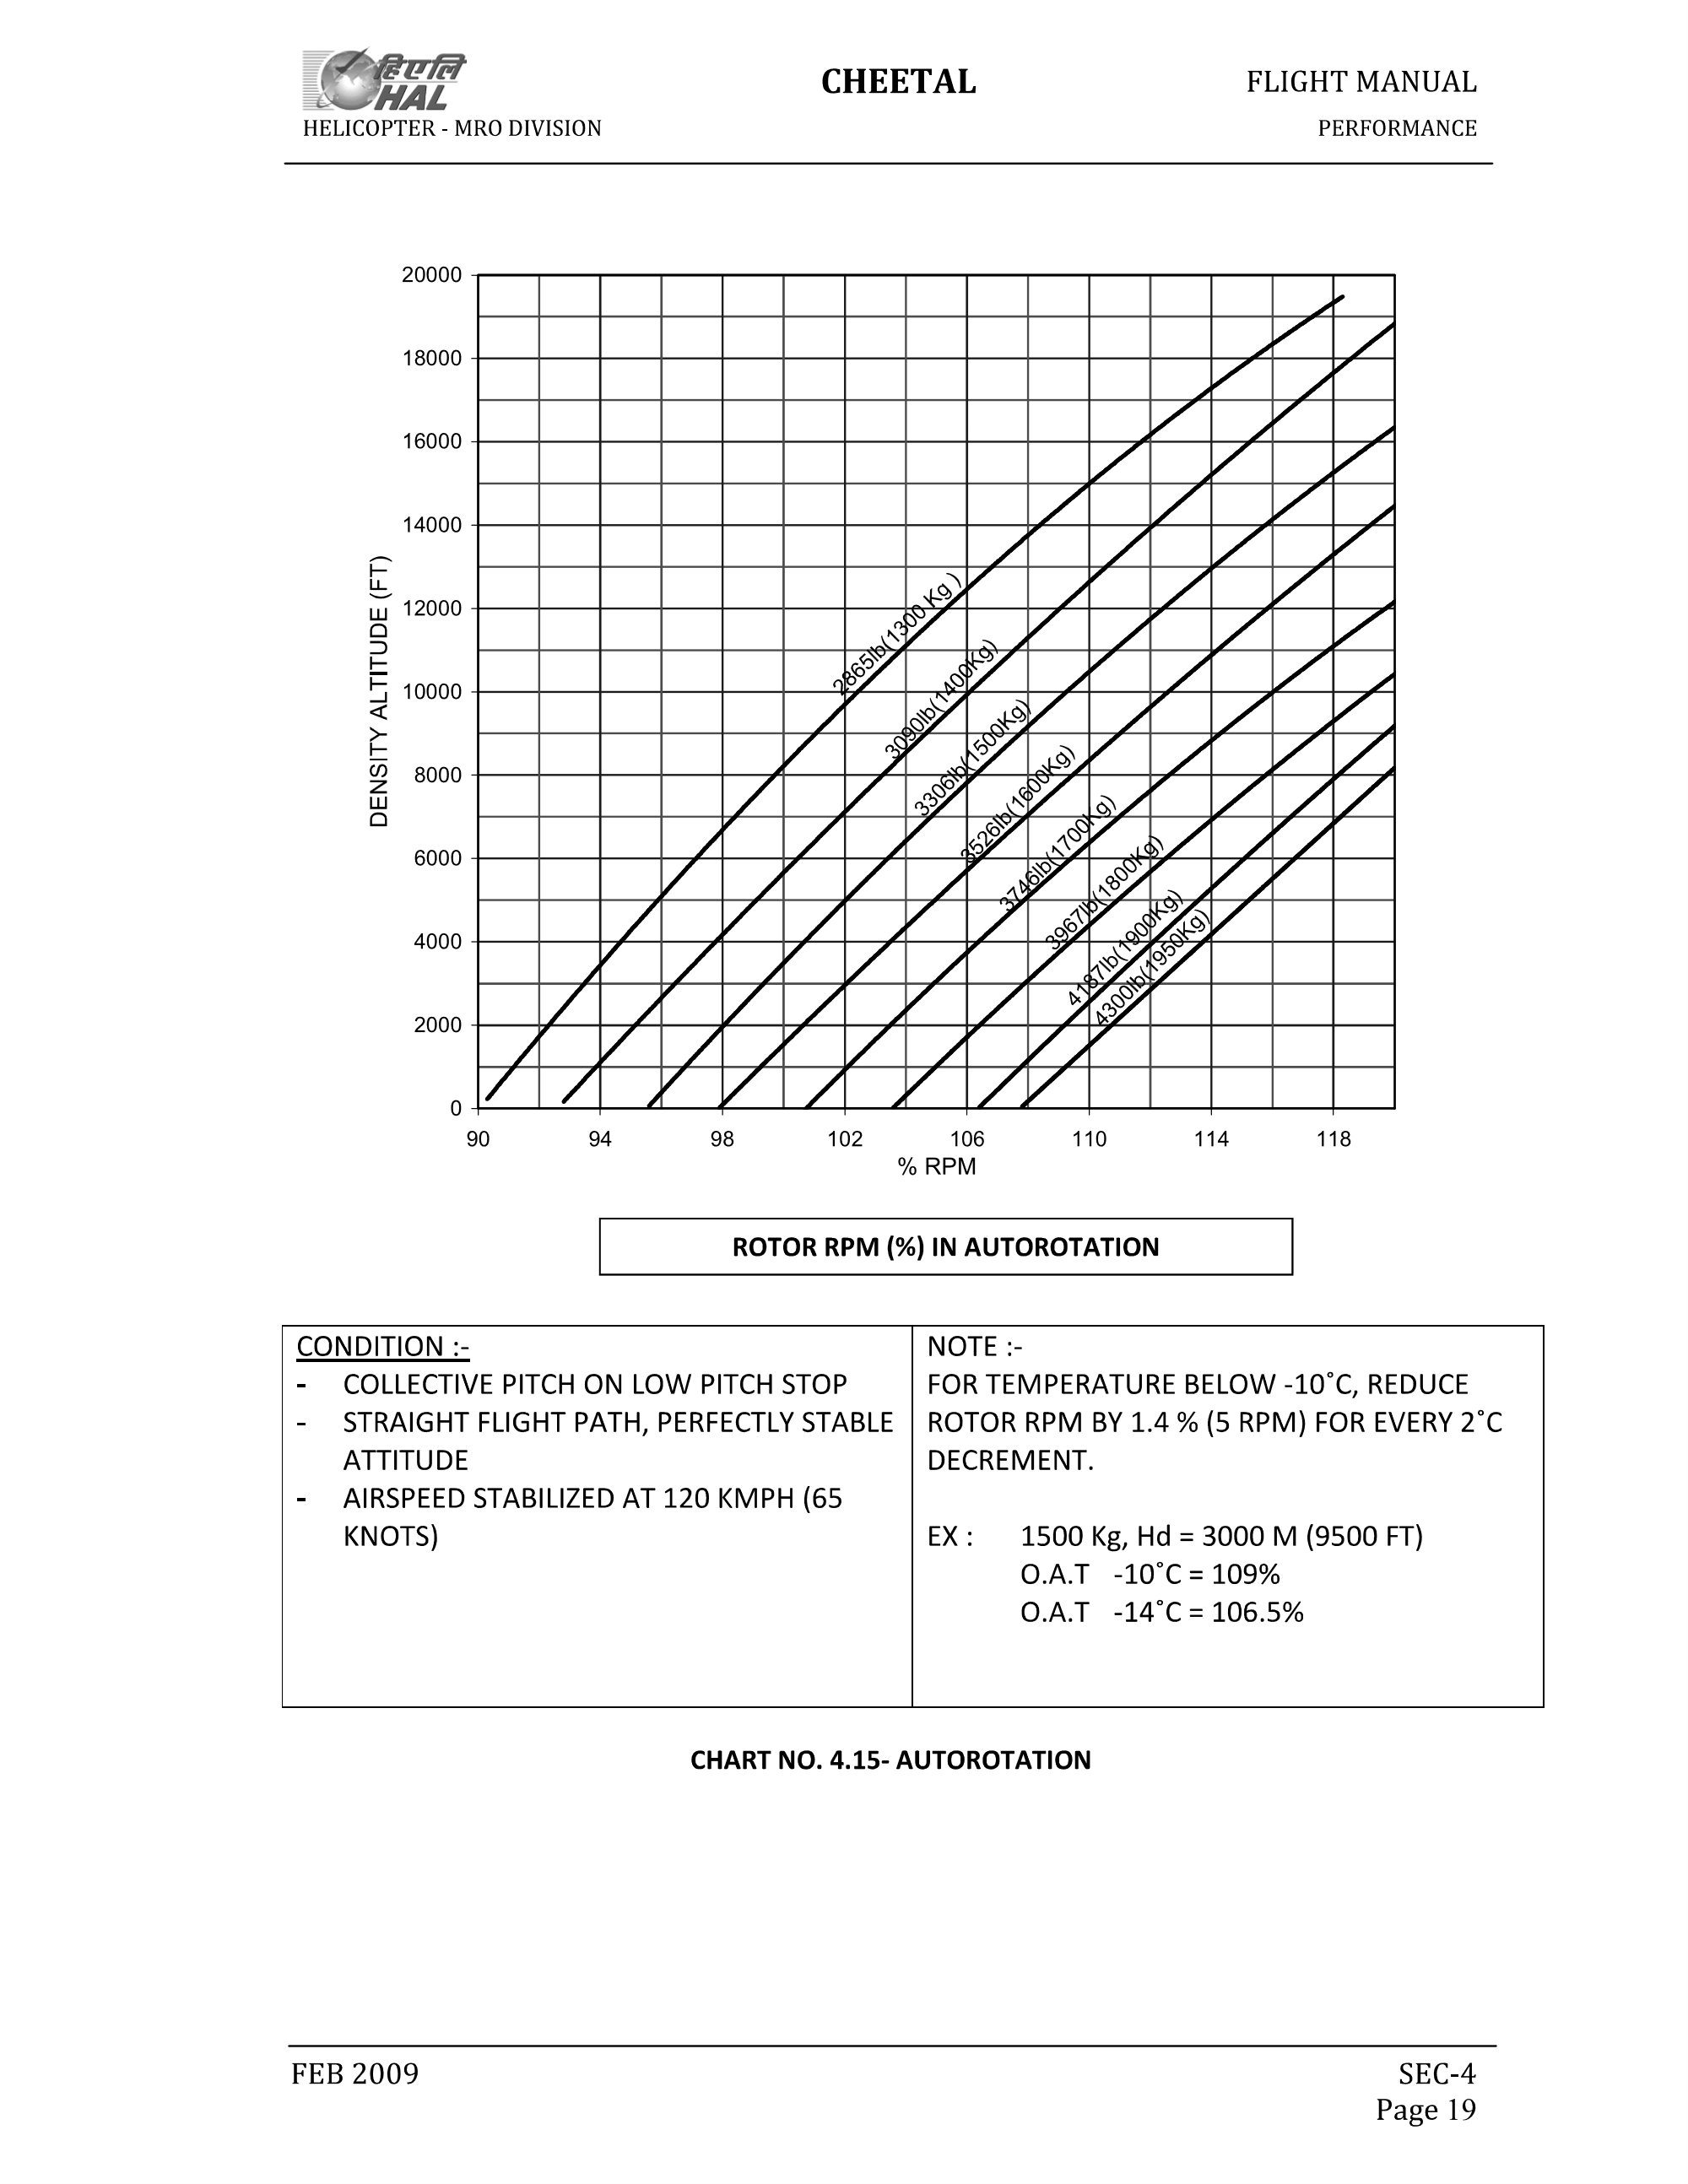 हिएलि
HAL
HELICOPTER - MRO DIVISION
CHEETAL
FLIGHT MANUAL
PERFORMANCE
20000
18000
16000
14000
12000
10000
8000
6000
4000
2000
0
DENSITY ALTITUDE (FT)
2865lb(1300 Kg )
3090lb(1400Kg)
3306lb(1500Kg)
3526lb(1600Kg)
3746lb(1700Kg)
3967lb(1800Kg)
4187lb(1900Kg)
4300lb(1950Kg)
90 94 98 102 106 110 114 118
% RPM
ROTOR RPM (%) IN AUTOROTATION
CONDITION :-
- COLLECTIVE PITCH ON LOW PITCH STOP
- STRAIGHT FLIGHT PATH, PERFECTLY STABLE
ATTITUDE
- AIRSPEED STABILIZED AT 120 KMPH (65
KNOTS)
NOTE :-
FOR TEMPERATURE BELOW -10˚C, REDUCE
ROTOR RPM BY 1.4 % (5 RPM) FOR EVERY 2˚C
DECREMENT.
EX : 1500 Kg, Hd = 3000 M (9500 FT)
O.A.T -10˚C = 109%
O.A.T -14˚C = 106.5%
CHART NO. 4.15- AUTOROTATION
FEB 2009
SEC-4
Page 19